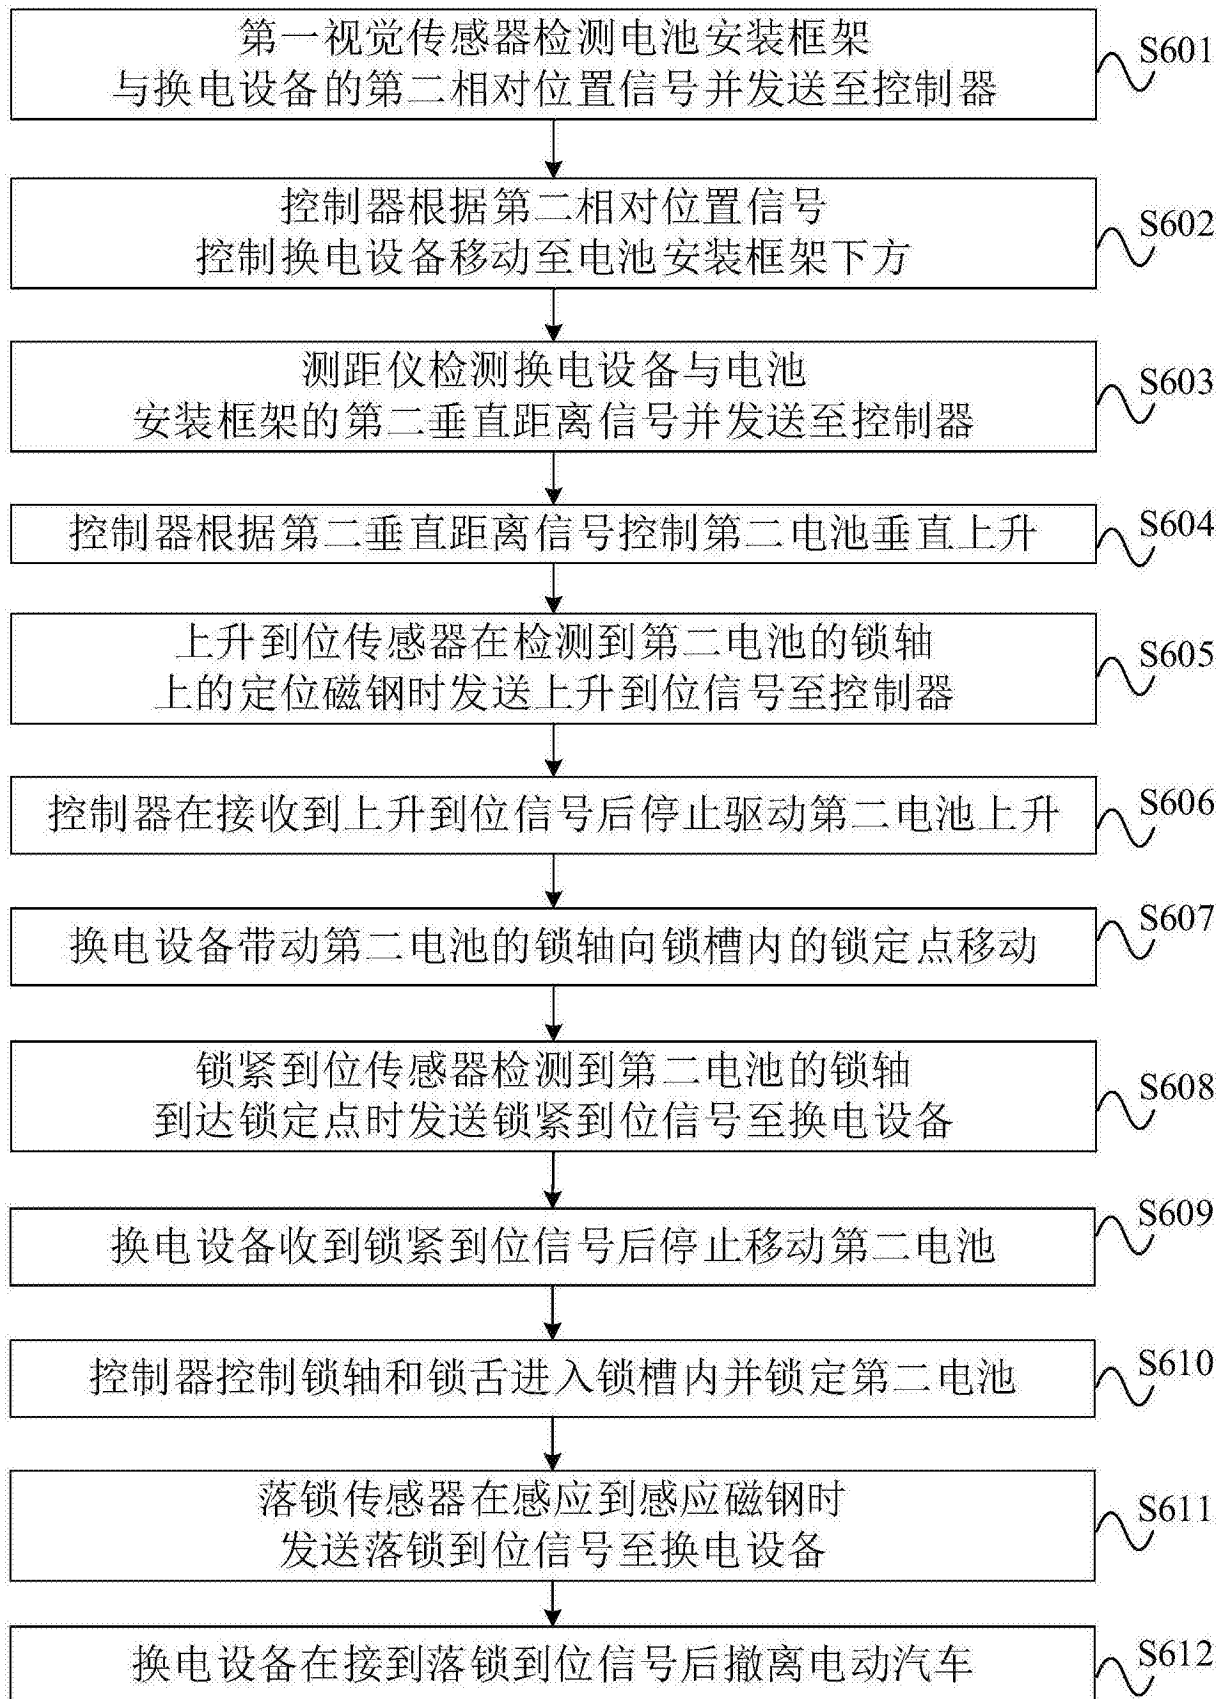 第一视觉传感器检测电池安装框架
与换电设备的第二相对位置信号并发送至控制器
S601
控制器根据第二相对位置信号
控制换电设备移动至电池安装框架下方
S602
测距仪检测换电设备与电池
安装框架的第二垂直距离信号并发送至控制器
S603
控制器根据第二垂直距离信号控制第二电池垂直上升
S604
上升到位传感器在检测到第二电池的锁轴
上的定位磁钢时发送上升到位信号至控制器
S605
控制器在接收到上升到位信号后停止驱动第二电池上升
S606
换电设备带动第二电池的锁轴向锁槽内的锁定点移动
S607
锁紧到位传感器检测到第二电池的锁轴
到达锁定点时发送锁紧到位信号至换电设备
S608
换电设备收到锁紧到位信号后停止移动第二电池
S609
控制器控制锁轴和锁舌进入锁槽内并锁定第二电池
S610
落锁传感器在感应到感应磁钢时
发送落锁到位信号至换电设备
S611
换电设备在接到落锁到位信号后撤离电动汽车
S612